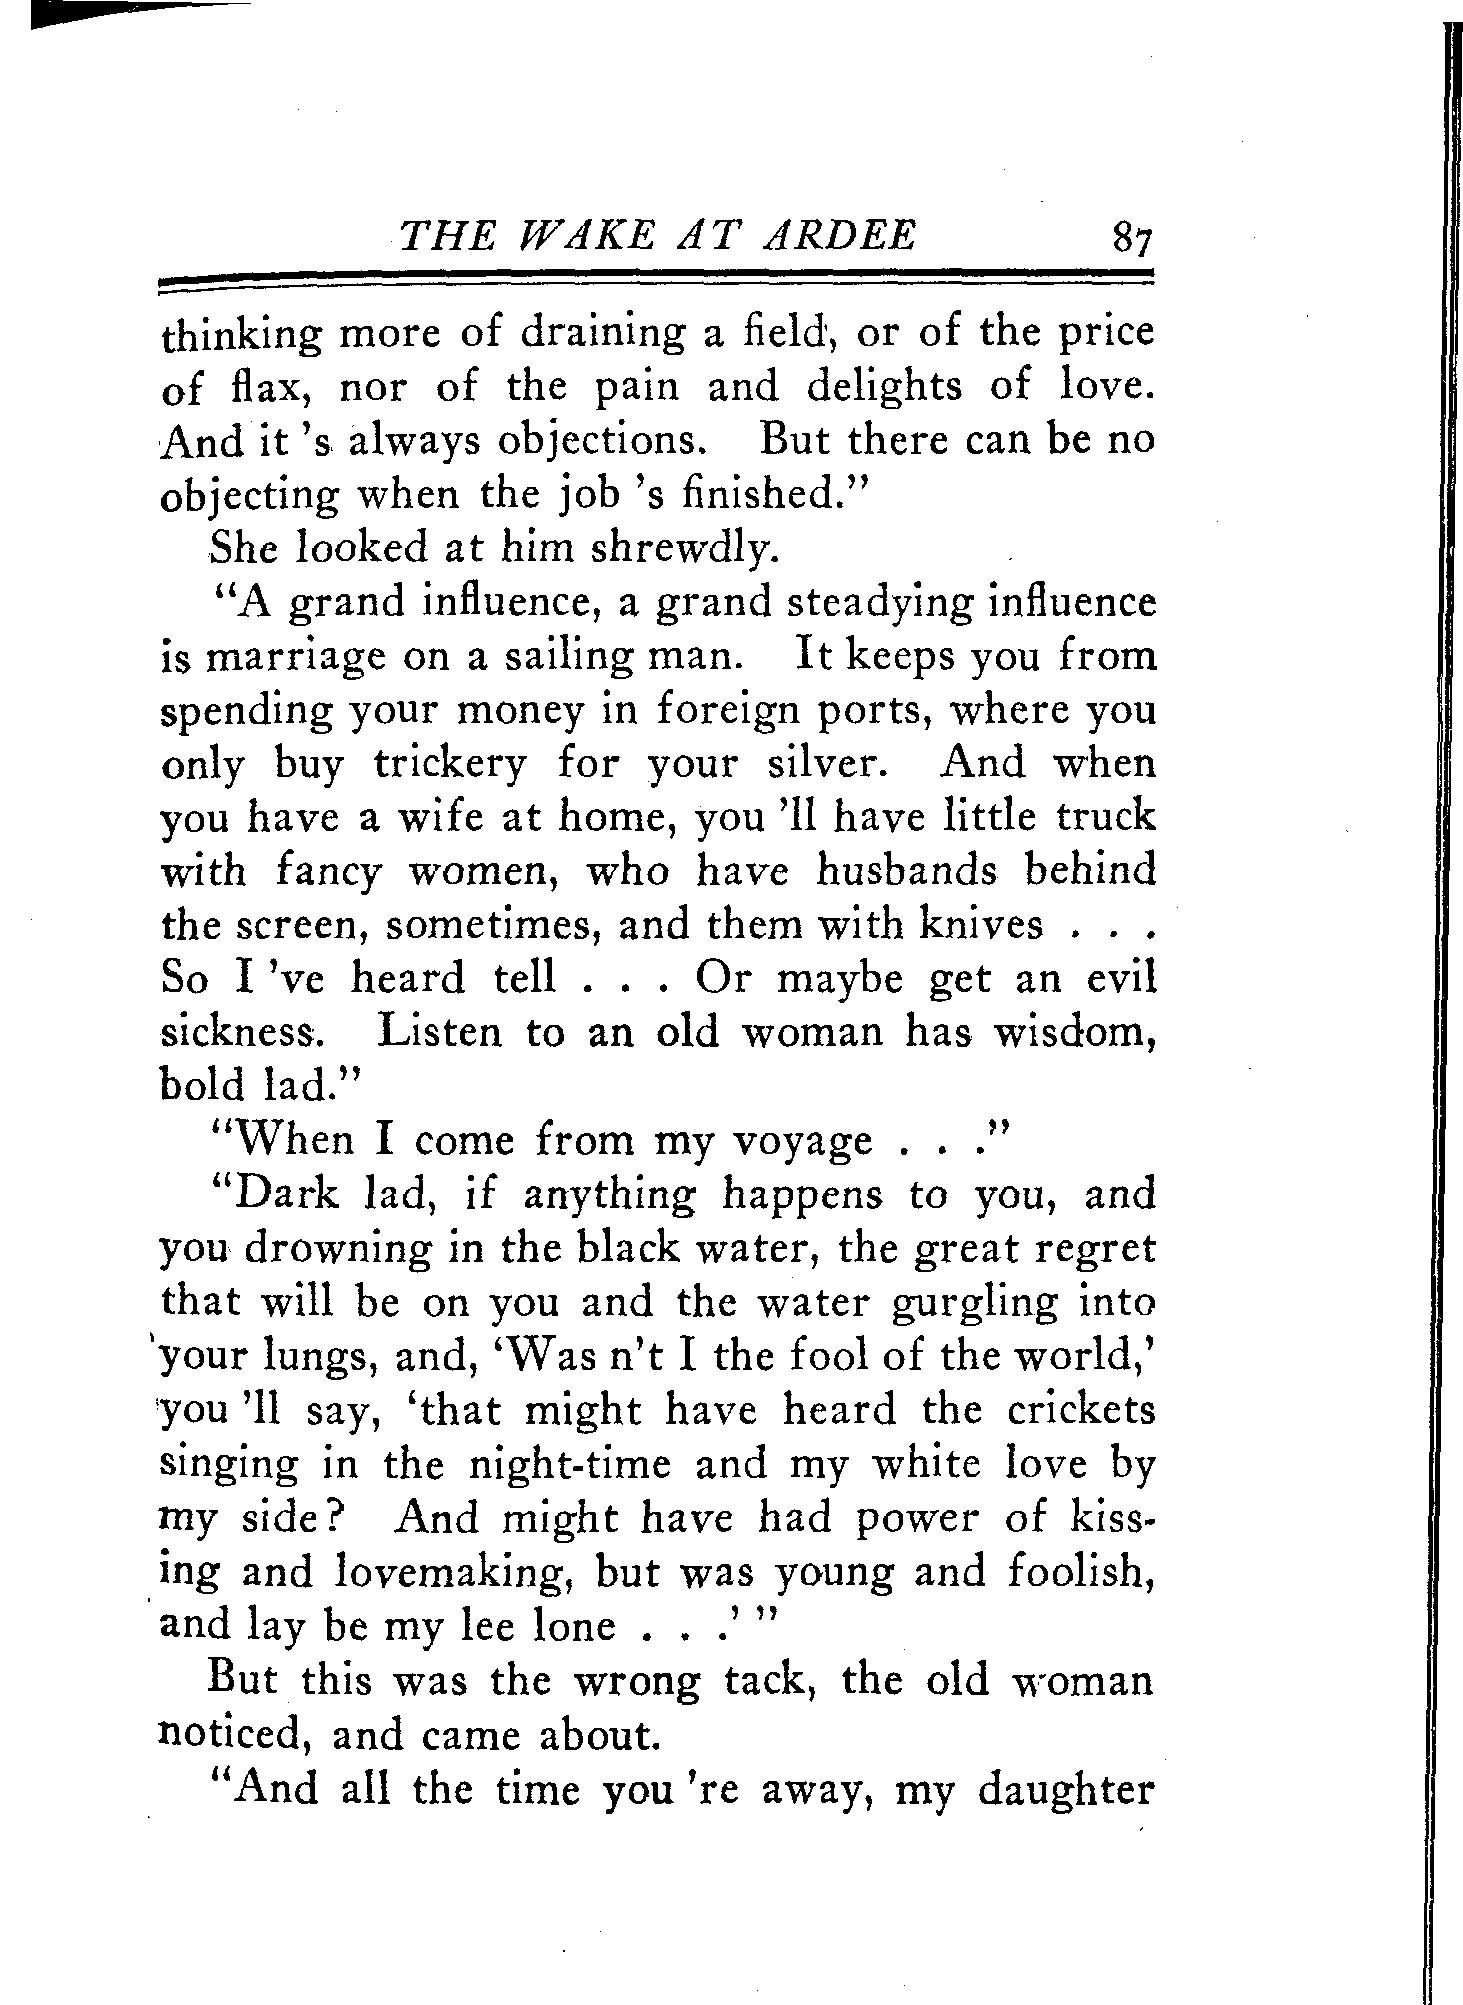 THE WAKE AT ARDEE 87
thinking more of draining a field, or of the price
of flax, nor of the pain and delights of love.
And it 's always objections. But there can be no
objecting when the job 's finished."
She looked at him shrewdly.
"A grand influence, a grand steadying influence
is marriage on a sailing man. It keeps you from
spending your money in foreign ports, where you
only buy trickery for your silver. And when
you have a wife at home, you 'll have little truck
with fancy women, who have husbands behind
the screen, sometimes, and them with knives . . .
So I 've heard tell . . . Or maybe get an evil
sickness. Listen to an old woman has wisdom,
bold lad."
"When I come from my voyage . . ."
"Dark lad, if anything happens to you, and
you drowning in the black water, the great regret
that will be on you and the water gurgling into
your lungs, and, 'Was n't I the fool of the world,'
you 'll say, 'that might have heard the crickets
singing in the night-time and my white love by
my side? And might have had power of kiss-
ing and lovemaking, but was young and foolish,
and lay be my lee lone . . .' "
But this was the wrong tack, the old woman
noticed, and came about.
"And all the time you 're away, my daughter